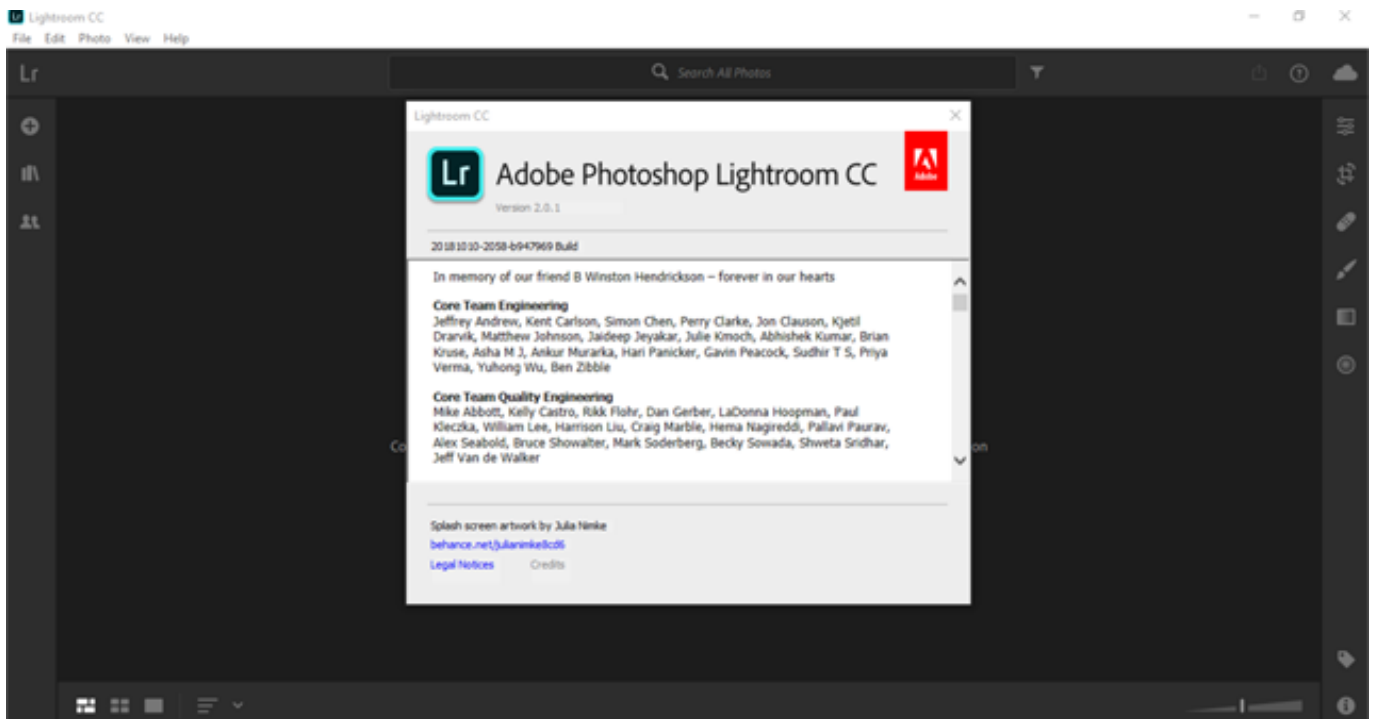 Lr Lightroom CC
File Edit Photo View Help
Lr
Search All Photos
Lightroom CC
Lr Adobe Photoshop Lightroom CC
Adobe
Version 2.0.1
20181010-2058-b947969 Build
In memory of our friend B Winston Hendrickson – forever in our hearts
Core Team Engineering
Jeffrey Andrew, Kent Carlson, Simon Chen, Perry Clarke, Jon Clauson, Kjetil
Drarvik, Matthew Johnson, Jaideep Jeyakar, Julie Kmoch, Abhishek Kumar, Brian
Kruse, Asha M J, Ankur Murarka, Hari Panicker, Gavin Peacock, Sudhir T S, Priya
Verma, Yuhong Wu, Ben Zibble
Core Team Quality Engineering
Mike Abbott, Kelly Castro, Rikk Flohr, Dan Gerber, LaDonna Hoopman, Paul
Kleczka, William Lee, Harrison Liu, Craig Marble, Hema Nagireddi, Pallavi Paurav,
Alex Seabold, Bruce Showalter, Mark Soderberg, Becky Sowada, Shweta Sridhar,
Jeff Van de Walker
Co
on
Splash screen artwork by Julia Nimke
behance.net/julianimke8cd6
Legal Notices Credits